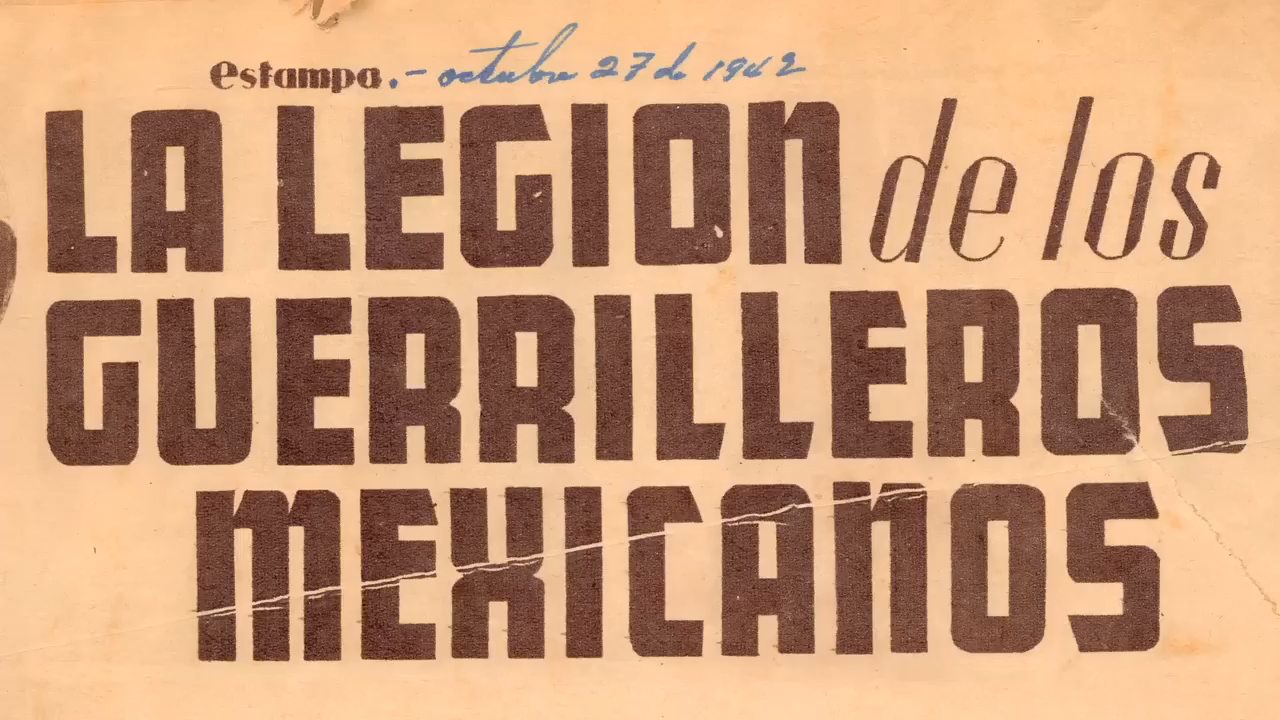 estampa.- octubre 27 de 1942
LA LEGION de los
GUERRILLEROS
MEXICANOS